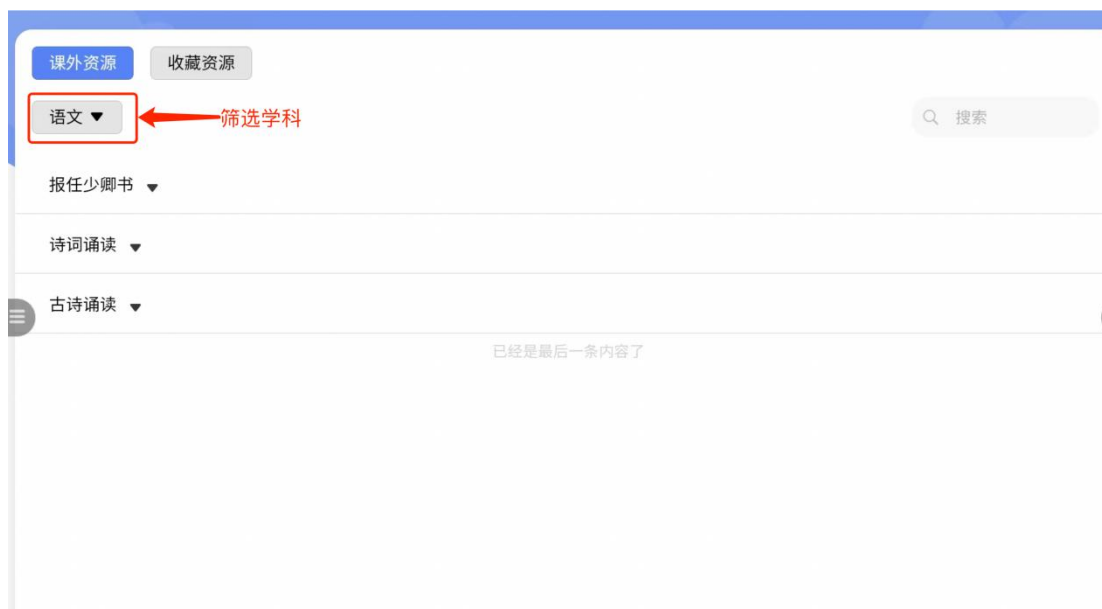 课外资源 收藏资源
语文 筛选学科 搜索
报任少卿书
诗词诵读
古诗诵读
已经是最后一条内容了